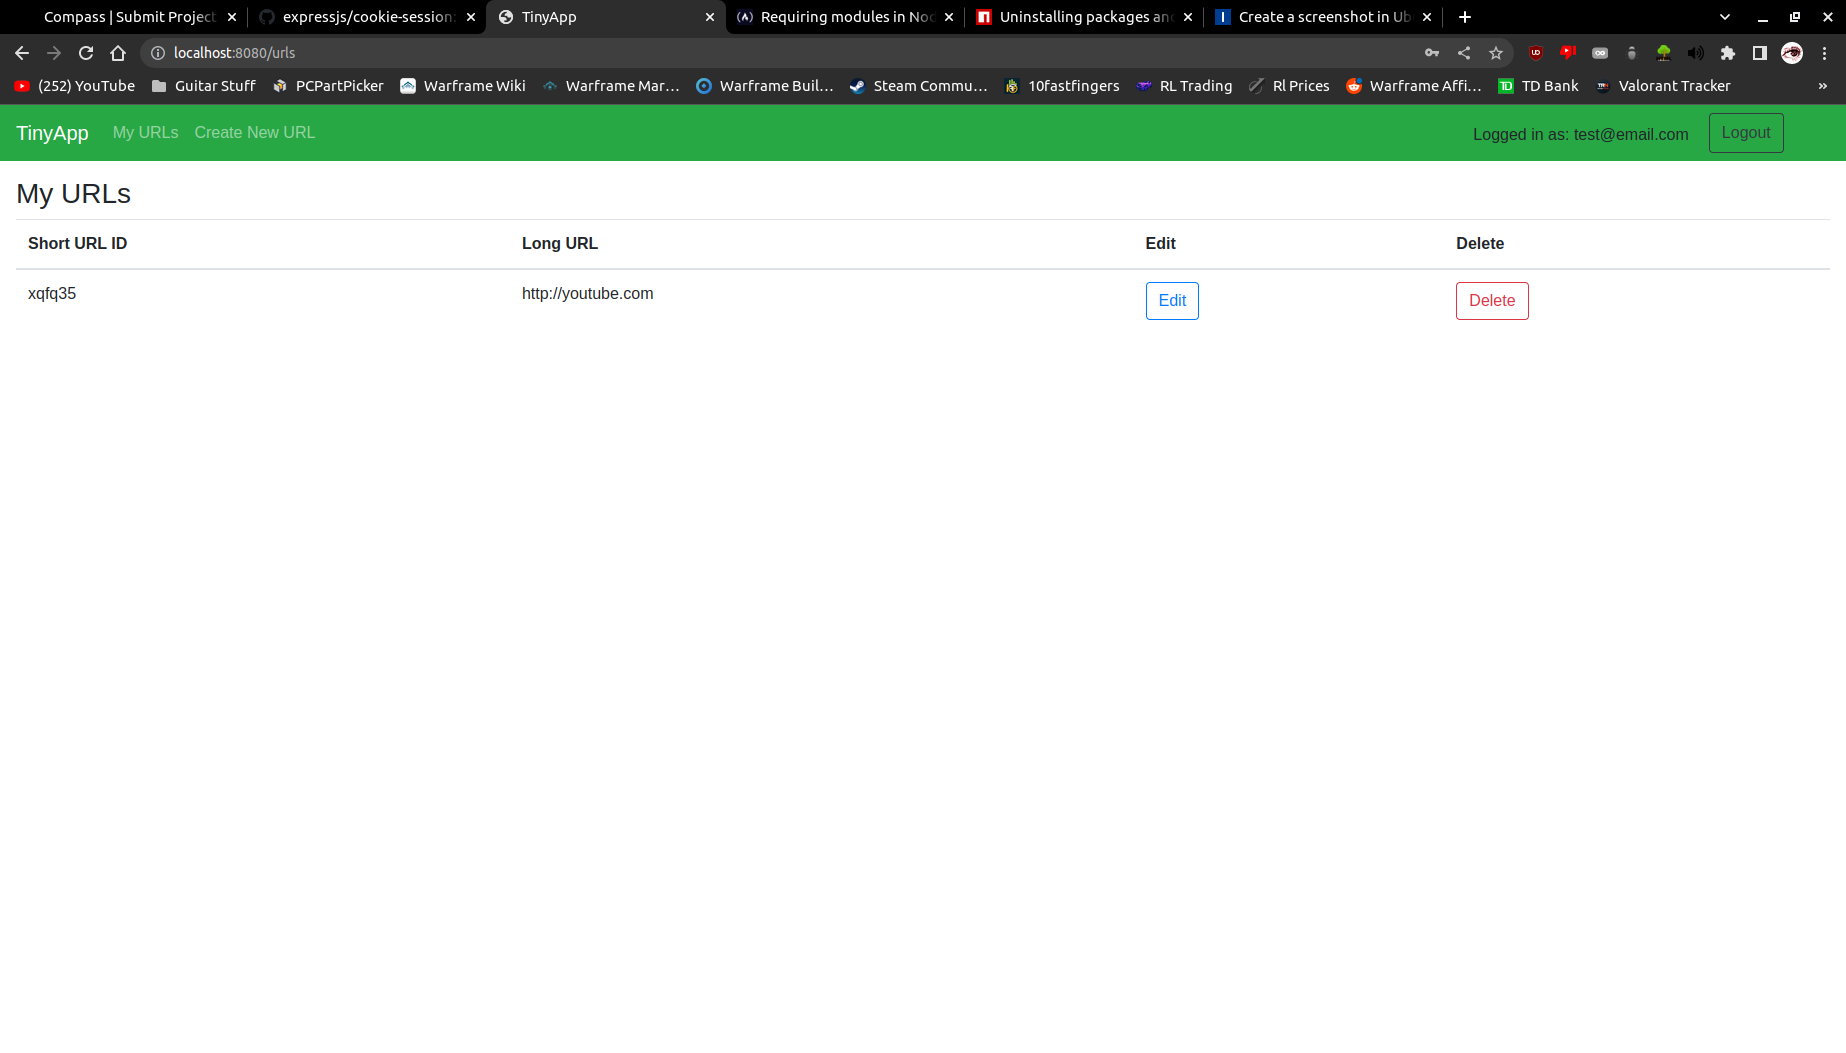 Compass | Submit Project expressjs/cookie-session: TinyApp Requiring modules in Nod Uninstalling packages and Create a screenshot in Ub
localhost:8080/urls
(252) YouTube Guitar Stuff PCPartPicker Warframe Wiki Warframe Mar... Warframe Buil... Steam Commu... 10fastfingers RL Trading Rl Prices Warframe Affi... TD Bank Valorant Tracker »
TinyApp My URLs Create New URL Logged in as: test@email.com Logout
My URLs
Short URL ID Long URL Edit Delete
xqfq35 http://youtube.com Edit Delete